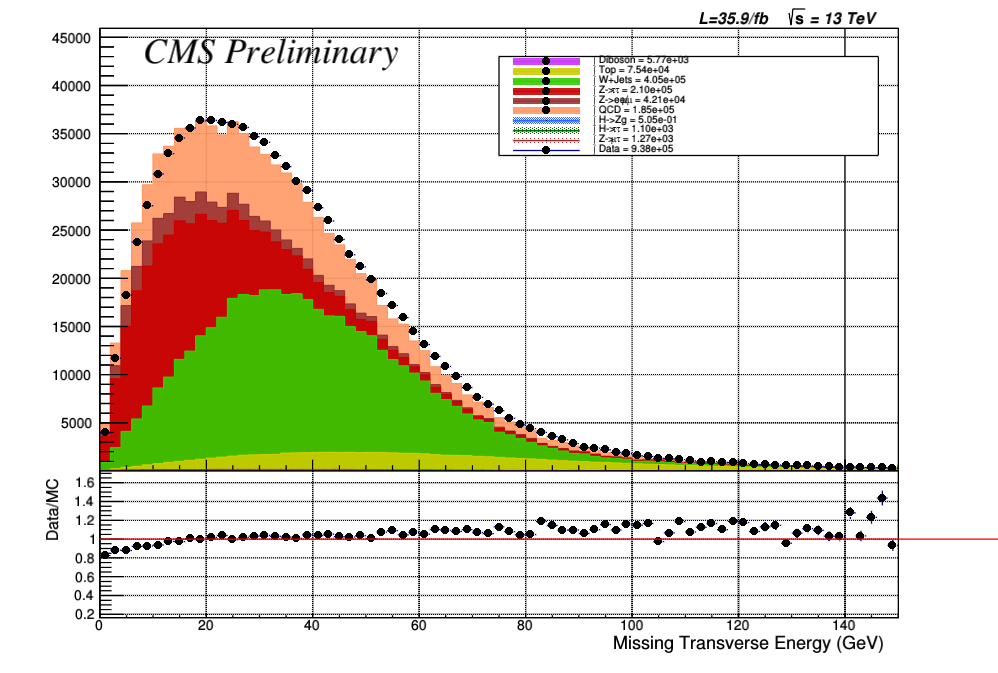 L=35.9/fb √s = 13 TeV
CMS Preliminary
45000
40000
35000
30000
25000
20000
15000
10000
5000
Diboson = 5.77e+03
Top = 7.54e+04
W+Jets = 4.05e+05
Z->ττ = 2.10e+05
Z->ee/μμ = 4.21e+04
QCD = 1.85e+05
H->Zg = 5.05e-01
H->ττ = 1.10e+03
= 1.27e+03
Data = 9.38e+05
Data/MC
1.6
1.4
1.2
1
0.8
0.6
0.4
0.2
0 20 40 60 80 100 120 140
Missing Transverse Energy (GeV)